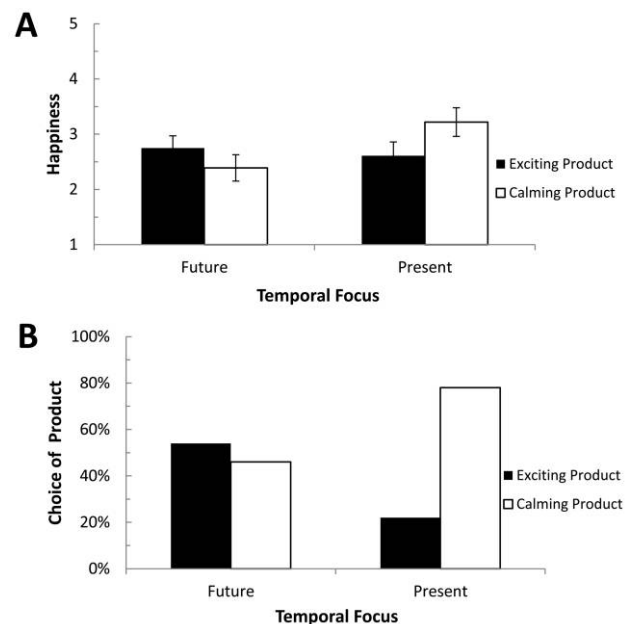 A
5
4
3
2
1
Happiness
Exciting Product
Calming Product
Future Present
Temporal Focus
B
100%
80%
60%
40%
20%
0%
Choice of Product
Exciting Product
Calming Product
Future Present
Temporal Focus